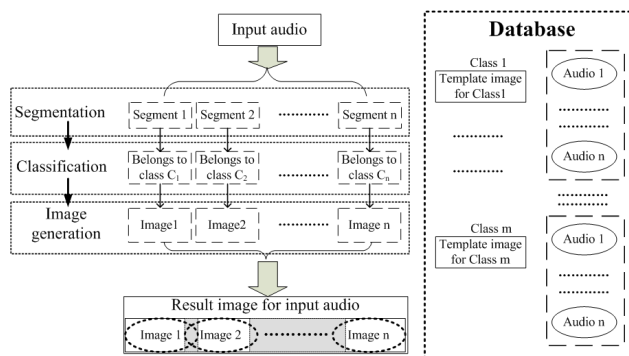 Input audio
Segmentation
Segment 1 Segment 2 ........... Segment n
Classification
Belongs to class C1
Belongs to class C2
...........
Belongs to class Cn
Image generation
Image1 Image2 ........... Image n
Result image for input audio
Image 1 Image 2 ........... Image n
Database
Class 1
Template image
for Class1
Audio 1
...........
...........
Audio n
...........
...........
Class m
Template image
for Class m
Audio 1
...........
...........
Audio n